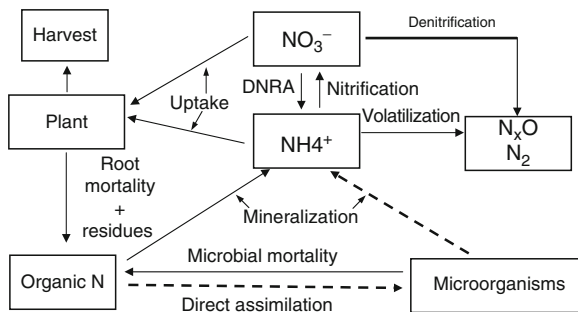 Harvest
NO₃⁻
Denitrification
DNRA
Nitrification
Uptake
Volatilization
Plant
NH4⁺
NₓO
N₂
Root
mortality
+
residues
Mineralization
Microbial mortality
Organic N
Microorganisms
Direct assimilation